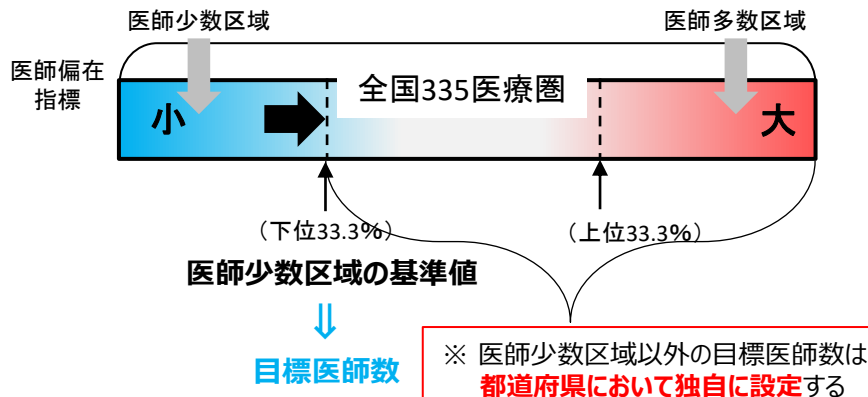 医師少数区域
医師多数区域
医師偏在
指標
全国335医療圏
小
大
（下位33.3%）
（上位33.3%）
医師少数区域の基準値
⇓
目標医師数
※ 医師少数区域以外の目標医師数は
都道府県において独自に設定する